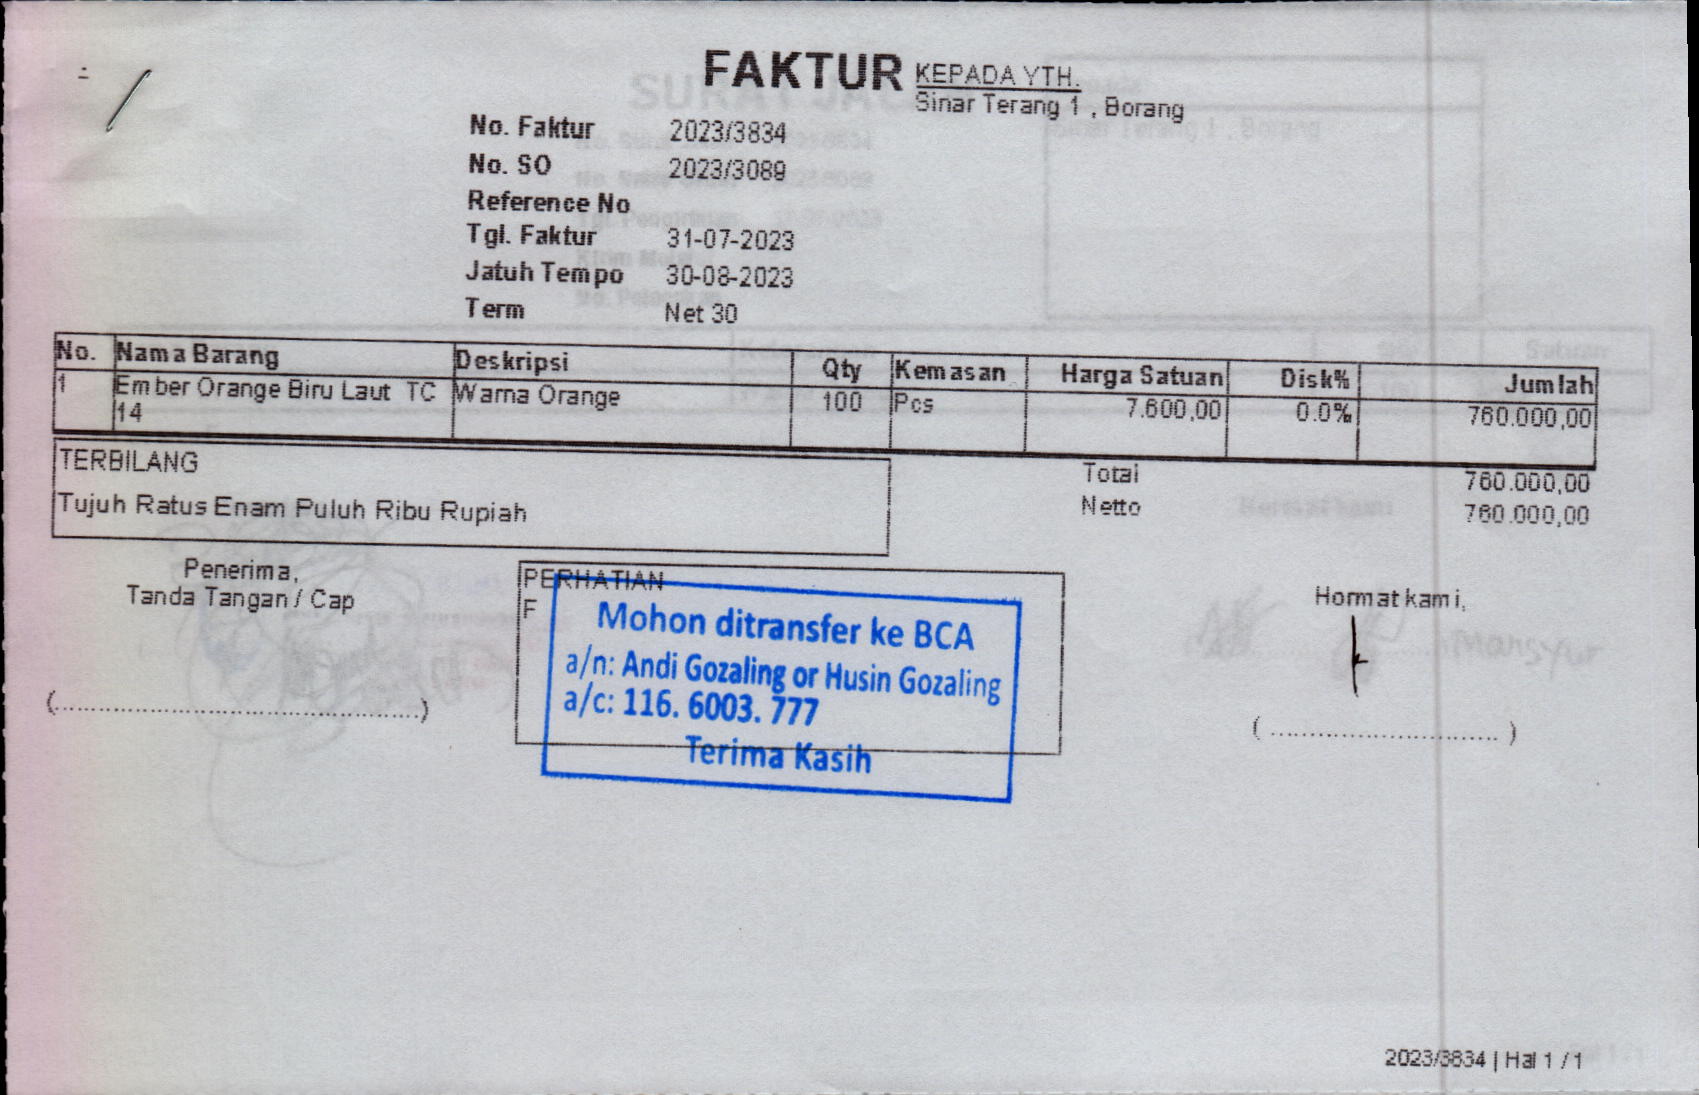 FAKTUR
KEPADA YTH.
Sinar Terang 1 , Borang
No. Faktur 2023/3834
No. SO 2023/3089
Reference No
Tgl. Faktur 31-07-2023
Jatuh Tempo 30-08-2023
Term Net 30
No. Nama Barang Deskripsi Qty Kemasan Harga Satuan Disk% Jumlah
1 Ember Orange Biru Laut TC Warna Orange 100 Pcs 7.600,00 0.0% 760.000,00
14
TERBILANG
Tujuh Ratus Enam Puluh Ribu Rupiah
Total 760.000,00
Netto 760.000,00
Penerima,
Tanda Tangan / Cap
(................................................)
PERHATIAN
F
Mohon ditransfer ke BCA
a/n: Andi Gozaling or Husin Gozaling
a/c: 116. 6003. 777
Terima Kasih
Hormat kami,
( .............................. )
2023/3834 | Hal 1 / 1